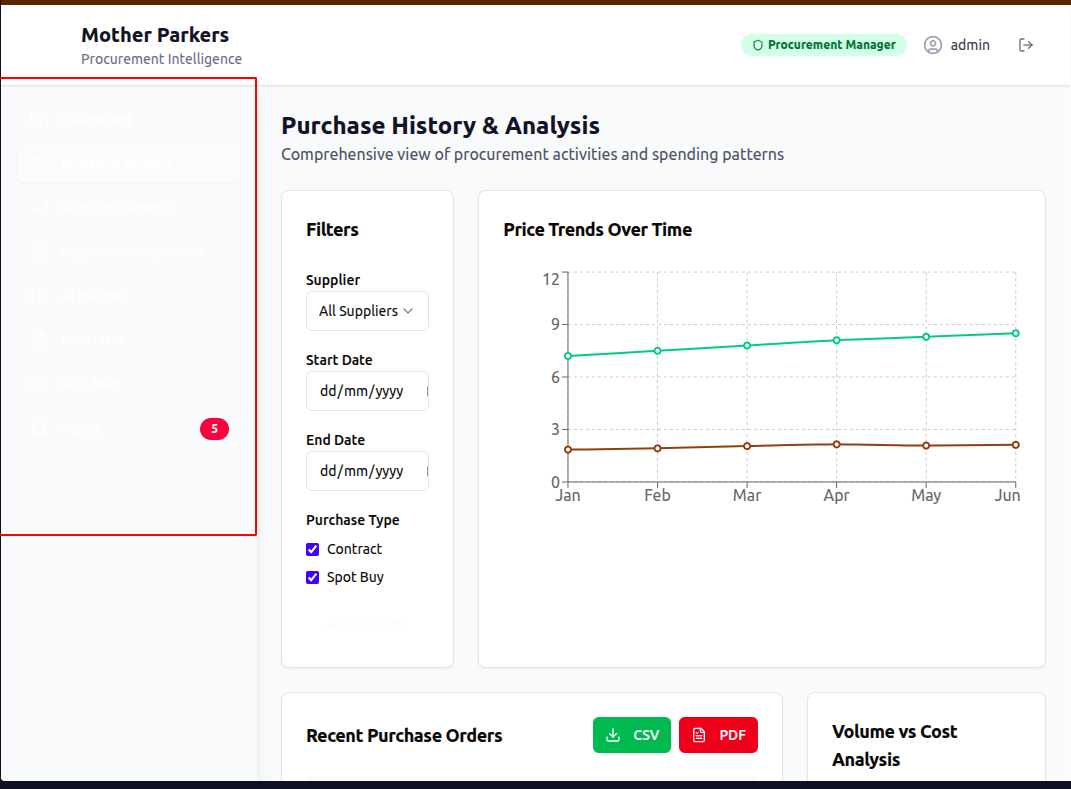 Mother Parkers
Procurement Intelligence
Procurement Manager
admin
Dashboard
Purchase History
Price Intelligence
Supplier Management
AI Insights
Contracts
Risk Map
Alerts
5
Purchase History & Analysis
Comprehensive view of procurement activities and spending patterns
Filters
Supplier
All Suppliers
Start Date
dd/mm/yyyy
End Date
dd/mm/yyyy
Purchase Type
Contract
Spot Buy
Apply Filters
Price Trends Over Time
12
9
6
3
0
Jan Feb Mar Apr May Jun
Recent Purchase Orders
CSV
PDF
Volume vs Cost
Analysis